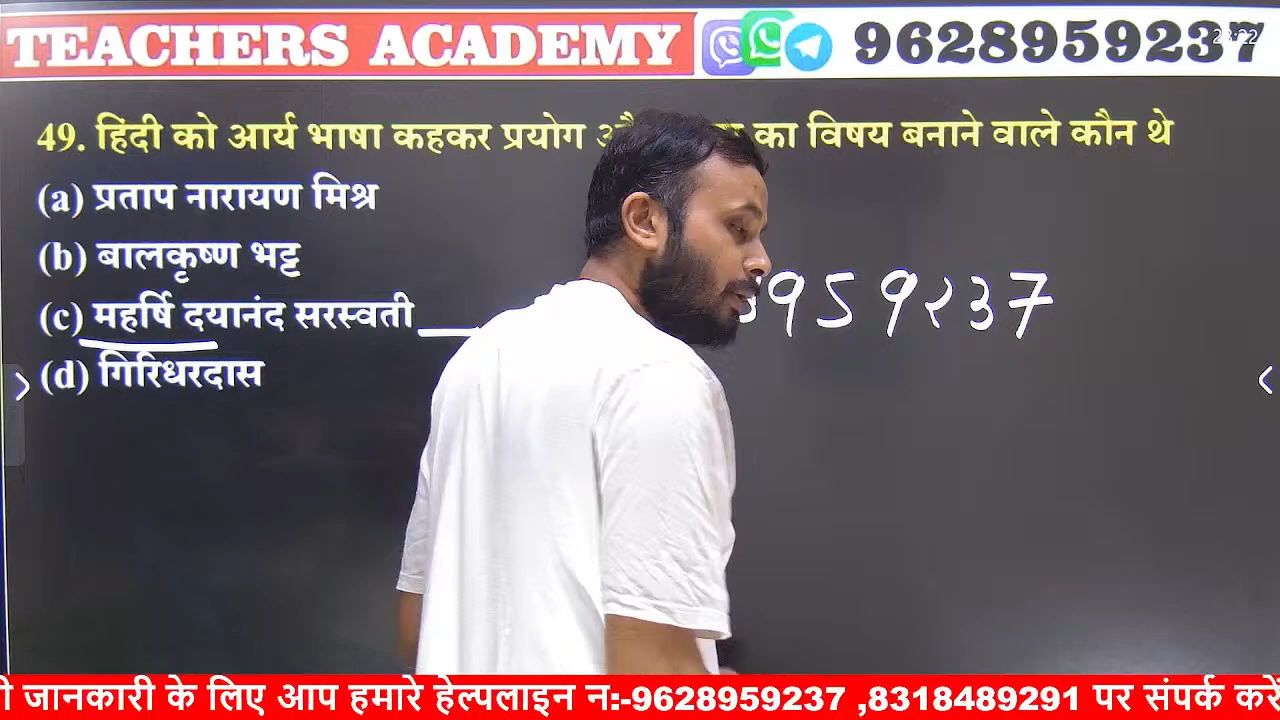 TEACHERS ACADEMY 9628959237
49. हिंदी को आर्य भाषा कहकर प्रयोग का विषय बनाने वाले कौन थे
(a) प्रताप नारायण मिश्र
(b) बालकृष्ण भट्ट
(c) महर्षि दयानंद सरस्वती
959237
(d) गिरिधरदास
जानकारी के लिए आप हमारे हेल्पलाइन न:-9628959237 ,8318489291 पर संपर्क करें